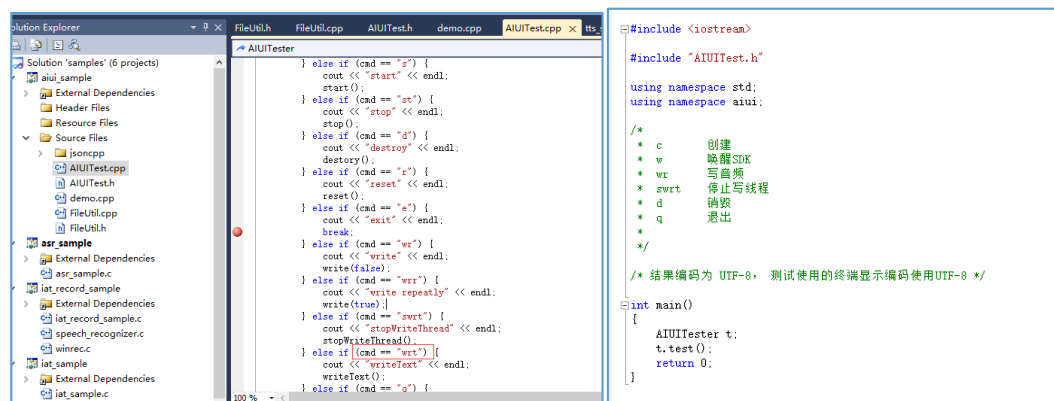 olution Explorer
Solution 'samples' (6 projects)
aiui_sample
External Dependencies
Header Files
Resource Files
Source Files
jsoncpp
AIUITest.cpp
AIUITest.h
demo.cpp
FileUtil.cpp
FileUtil.h
asr_sample
External Dependencies
asr_sample.c
iat_record_sample
External Dependencies
iat_record_sample.c
speech_recognizer.c
winrec.c
iat_sample
External Dependencies
iat_sample.c
FileUtil.h FileUtil.cpp AIUITest.h demo.cpp AIUITest.cpp tts_
AIUITester
} else if (cmd == "s") {
cout << "start" << endl;
start();
} else if (cmd == "st") {
cout << "stop" << endl;
stop();
} else if (cmd == "d") {
cout << "destroy" << endl;
destory();
} else if (cmd == "r") {
cout << "reset" << endl;
reset();
} else if (cmd == "e") {
cout << "exit" << endl;
break;
} else if (cmd == "wr") {
cout << "write" << endl;
write(false);
} else if (cmd == "wrr") {
cout << "write repeatly" << endl;
write(true);
} else if (cmd == "swrt") {
cout << "stopWriteThread" << endl;
stopWriteThread();
} else if (cmd == "wrt") {
cout << "writeText" << endl;
writeText();
} else if (cmd == "q") {
100 %
#include <iostream>
#include "AIUITest.h"
using namespace std;
using namespace aiui;
/*
* c 创建
* w 唤醒SDK
* wr 写音频
* swrt 停止写线程
* d 销毁
* q 退出
*
*/
/* 结果编码为 UTF-8， 测试使用的终端显示编码使用UTF-8 */
int main()
{
AIUITester t;
t.test();
return 0;
}